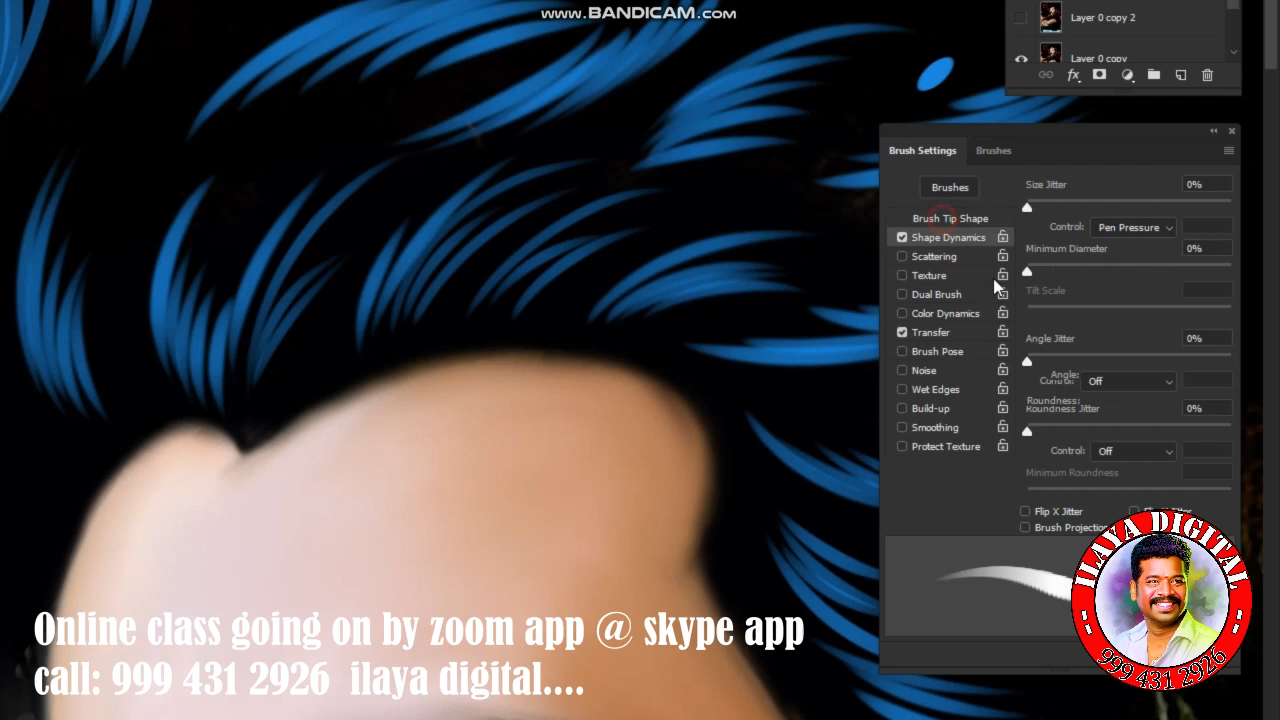 www.BANDICAM.com
Layer 0 copy 2
Layer 0 copy
fx
Brush Settings
Brushes
Brushes
Brush Tip Shape
Shape Dynamics
Scattering
Texture
Dual Brush
Color Dynamics
Transfer
Brush Pose
Noise
Wet Edges
Build-up
Smoothing
Protect Texture
Size Jitter 0%
Control: Pen Pressure
Minimum Diameter 0%
Tilt Scale
Angle Jitter 0%
Angle:
Control: Off
Roundness:
Roundness Jitter 0%
Control: Off
Minimum Roundness
Flip X Jitter
Brush Projection
ILAYA DIGITAL
999 431 2926
Online class going on by zoom app @ skype app
call: 999 431 2926 ilaya digital....